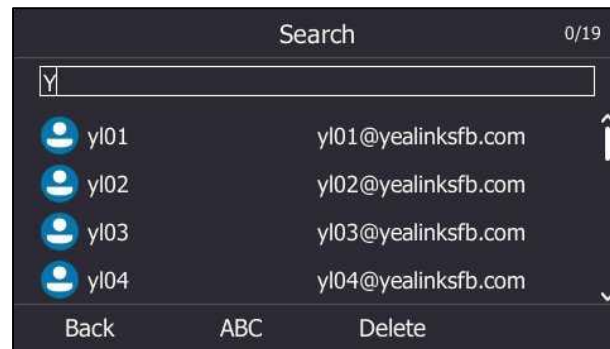 Search 0/19
Y
yl01 yl01@yealinksfb.com
yl02 yl02@yealinksfb.com
yl03 yl03@yealinksfb.com
yl04 yl04@yealinksfb.com
Back ABC Delete